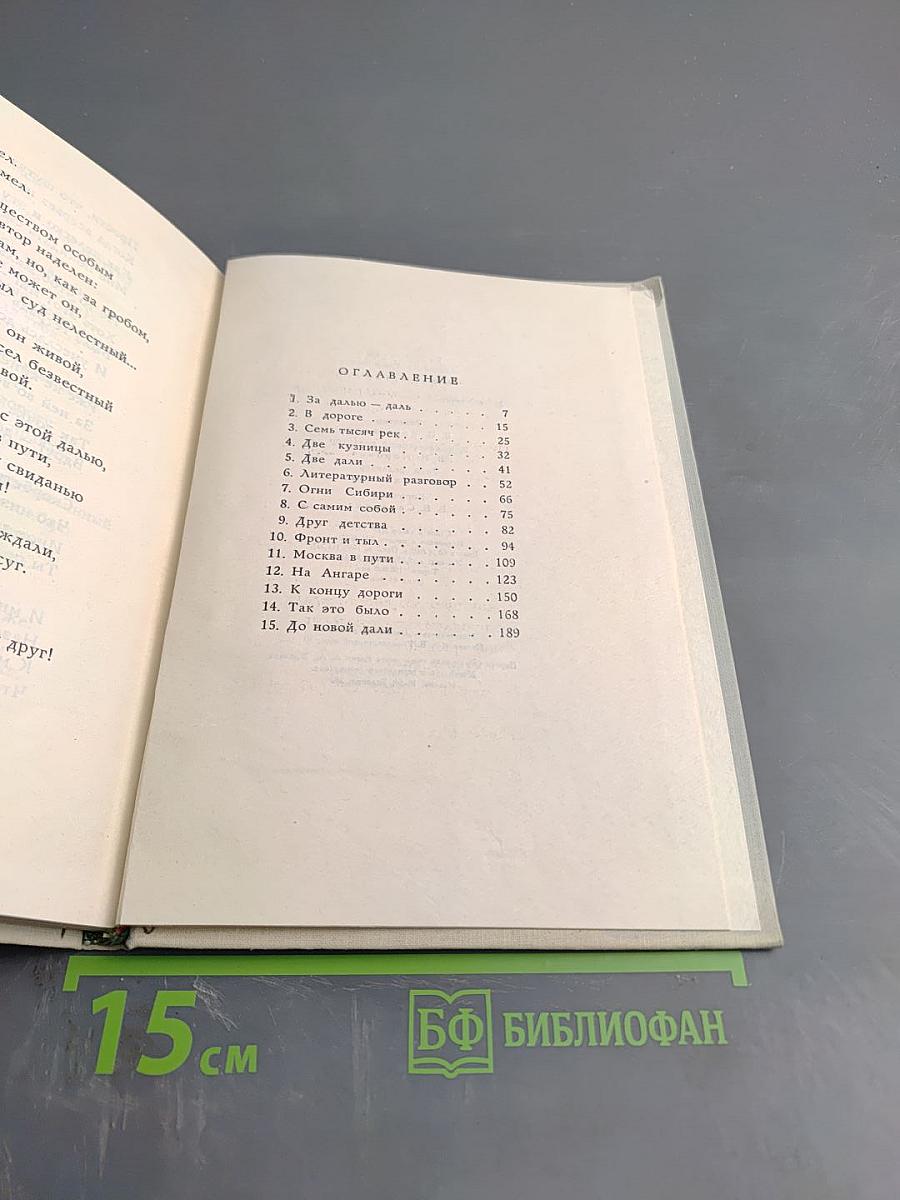 ел.
мел.
ществом особым
втор наделен:
ам, но, как за гробом,
е может он,
ыл суд нелестный...
он живой,
сел безвестный
вой.
с этой далью,
в пути,
свиданью
и!
ждали,
суг.
друг!
ОГЛАВЛЕНИЕ
1. За далью — даль . . . . . 7
2. В дороге . . . . . . . 15
3. Семь тысяч рек . . . . . 25
4. Две кузницы . . . . . . 32
5. Две дали . . . . . . . 41
6. Литературный разговор . . 52
7. Огни Сибири . . . . . . 66
8. С самим собой . . . . . . 75
9. Друг детства . . . . . . 82
10. Фронт и тыл . . . . . . . 94
11. Москва в пути . . . . . . 109
12. На Ангаре . . . . . . . 123
13. К концу дороги . . . . . 150
14. Так это было . . . . . . 168
15. До новой дали . . . . . . 189
15 см
БФ БИБЛИОФАН